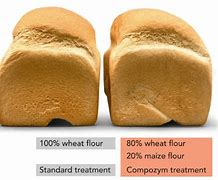 100% wheat flour
80% wheat flour
20% maize flour
Standard treatment
Compozym treatment